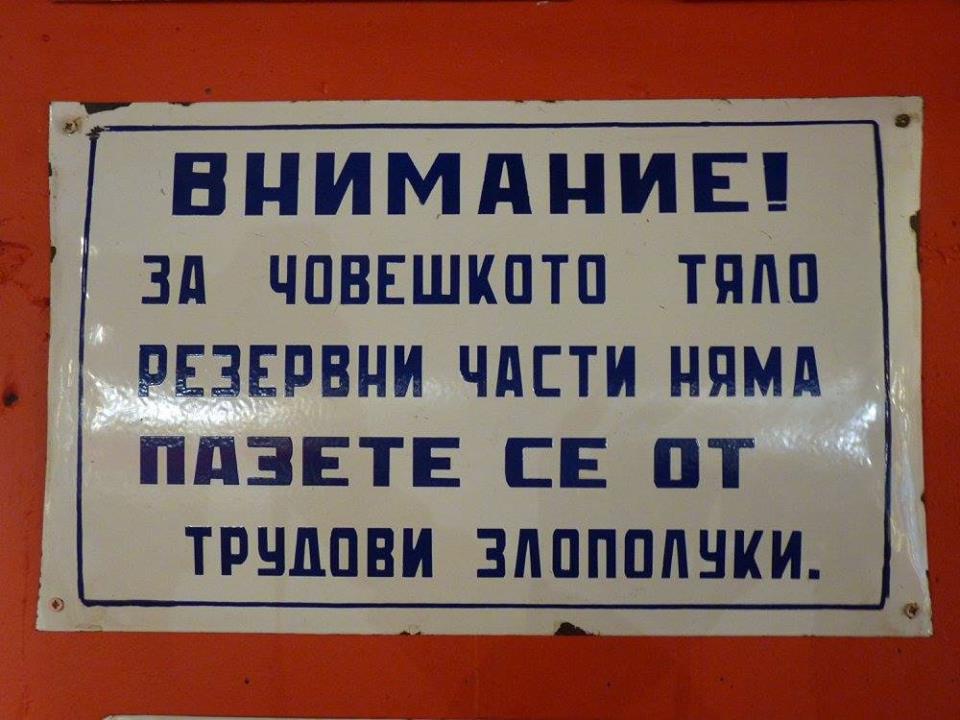 ВНИМАНИЕ!
ЗА ЧОВЕШКОТО ТЯЛО
РЕЗЕРВНИ ЧАСТИ НЯМА
ПАЗЕТЕ СЕ ОТ
ТРУДОВИ ЗЛОПОЛУКИ.